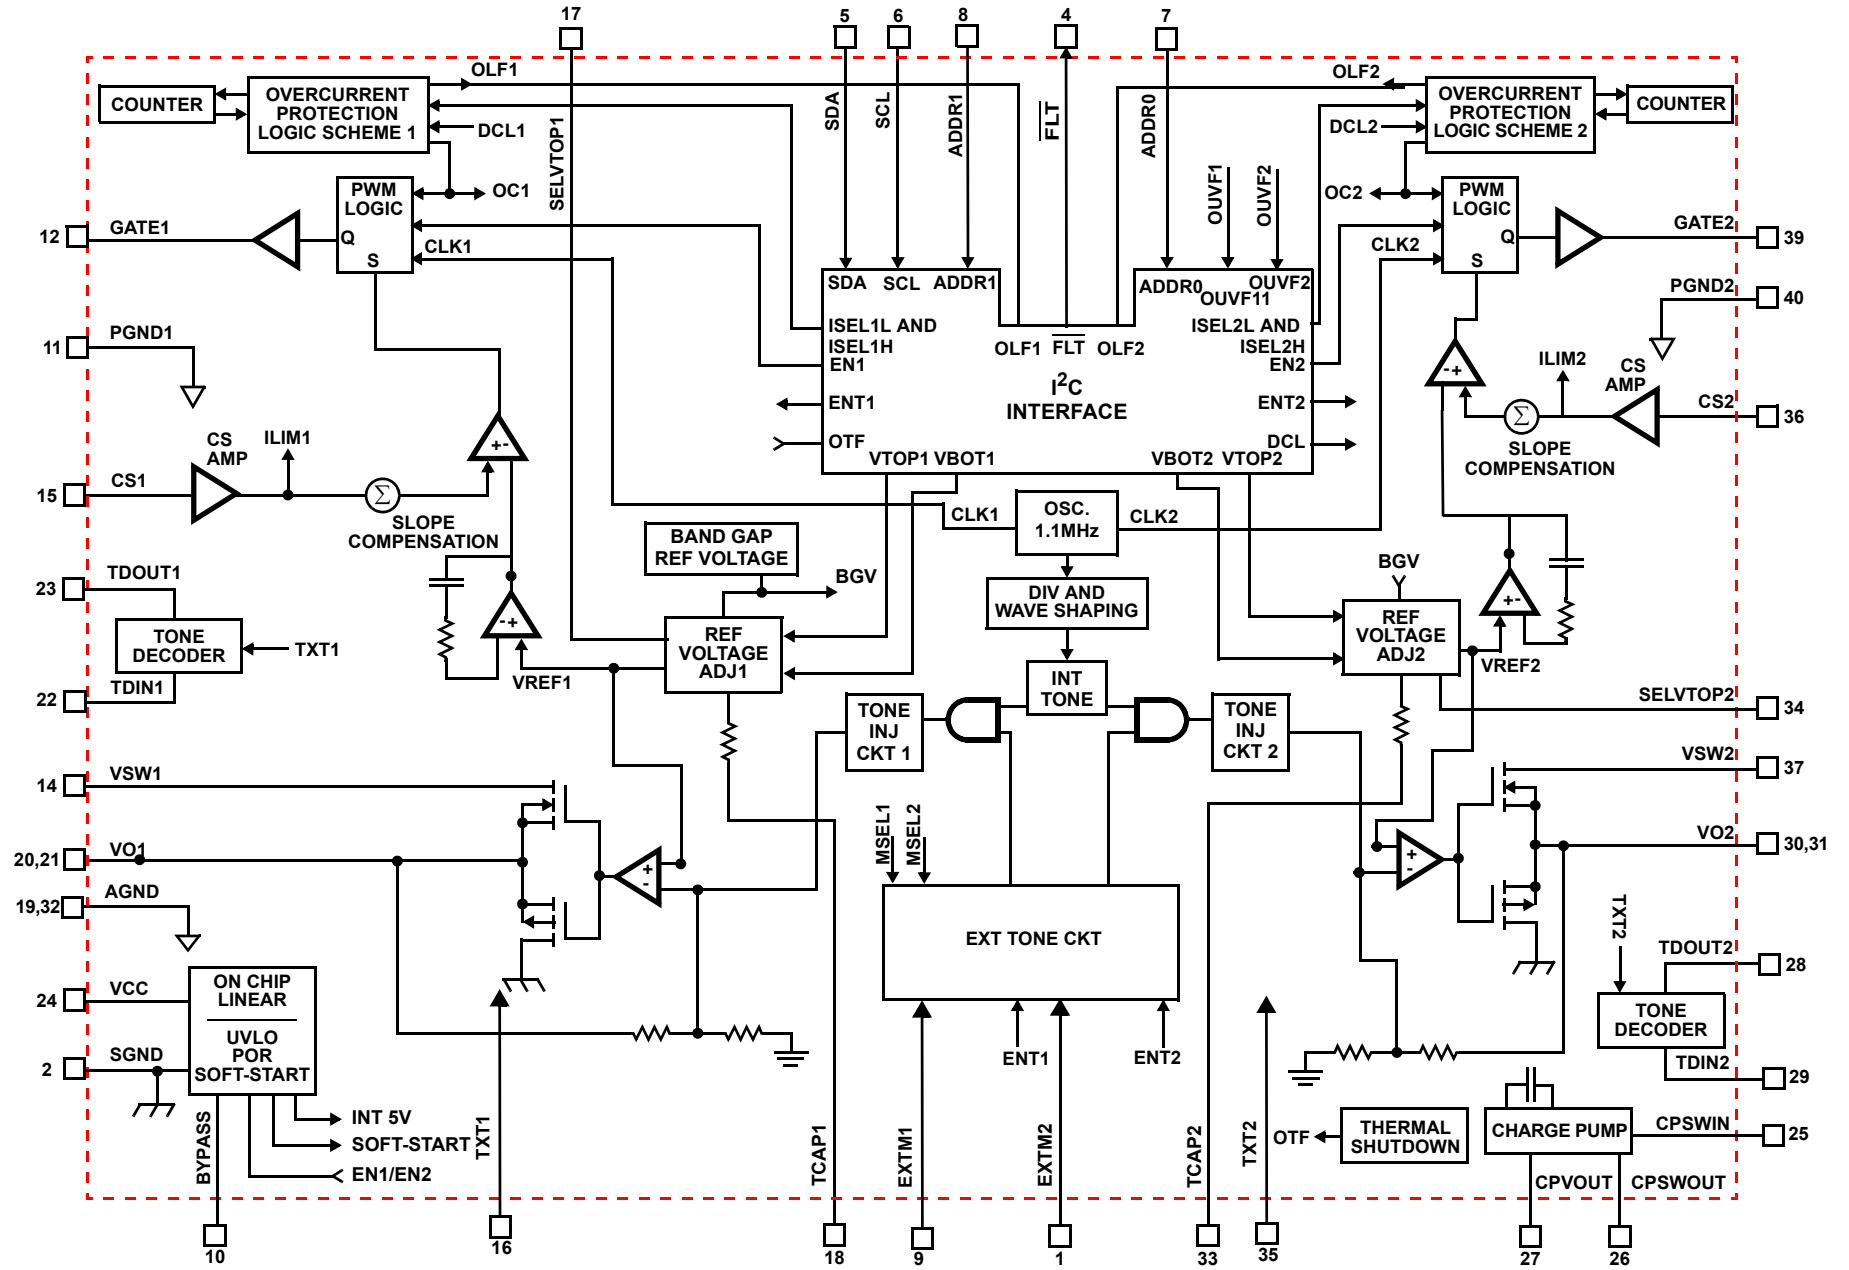 17
5
6
8
4
7
OLF1
OLF2
COUNTER
OVERCURRENT
PROTECTION
LOGIC SCHEME 1
DCL1
SELVTOP1
SDA
SCL
ADDR1
FLT
ADDR0
OUVF1
OUVF2
DCL2
OVERCURRENT
PROTECTION
LOGIC SCHEME 2
COUNTER
PWM
LOGIC
Q
S
OC1
CLK1
12
GATE1
OC2
CLK2
PWM
LOGIC
Q
S
GATE2
39
PGND2
40
11
PGND1
SDA
SCL
ADDR1
ADDR0
OUVF11
OUVF2
ISEL1L AND
ISEL1H
EN1
ENT1
OTF
OLF1
FLT
OLF2
I2C
INTERFACE
ISEL2L AND
ISEL2H
EN2
ENT2
DCL
VTOP1
VBOT1
VBOT2
VTOP2
-+
ILIM2
CS
AMP
CS2
36
Σ
SLOPE
COMPENSATION
CS
AMP
ILIM1
15
CS1
Σ
SLOPE
COMPENSATION
+-
CLK1
OSC.
1.1MHz
CLK2
BAND GAP
REF VOLTAGE
BGV
DIV AND
WAVE SHAPING
BGV
23
TDOUT1
TONE
DECODER
TXT1
TDIN1
22
-+
VREF1
REF
VOLTAGE
ADJ1
INT
TONE
REF
VOLTAGE
ADJ2
+-
VREF2
SELVTOP2
34
TONE
INJ
CKT 1
TONE
INJ
CKT 2
14
VSW1
VSW2
37
20,21
VO1
+
-
MSEL1
MSEL2
+
-
VO2
30,31
19,32
AGND
EXT TONE CKT
TXT2
TDOUT2
28
24
VCC
ON CHIP
LINEAR
UVLO
POR
SOFT-START
TONE
DECODER
2
SGND
ENT1
ENT2
TDIN2
29
INT 5V
SOFT-START
EN1/EN2
BYPASS
TXT1
TCAP1
EXTM1
EXTM2
TCAP2
TXT2
OTF
THERMAL
SHUTDOWN
CHARGE PUMP
CPSWIN
25
CPVOUT
CPSWOUT
10
16
18
9
1
33
35
27
26